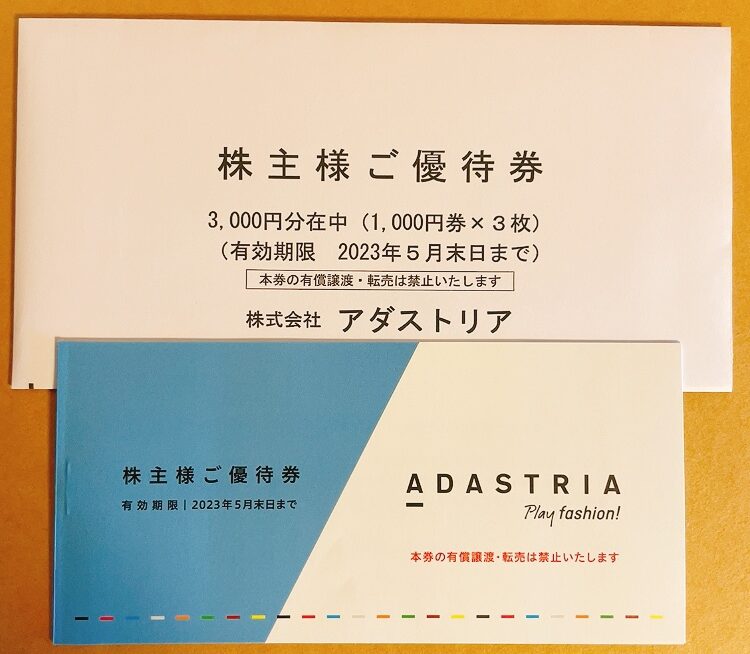 株主様ご優待券
3,000円分在中（1,000円券×３枚）
（有効期限　2023年５月末日まで）
本券の有償譲渡・転売は禁止いたします
株式会社 アダストリア
株主様ご優待券
有効期限｜2023年5月末日まで
ADASTRIA
Play fashion!
本券の有償譲渡・転売は禁止いたします